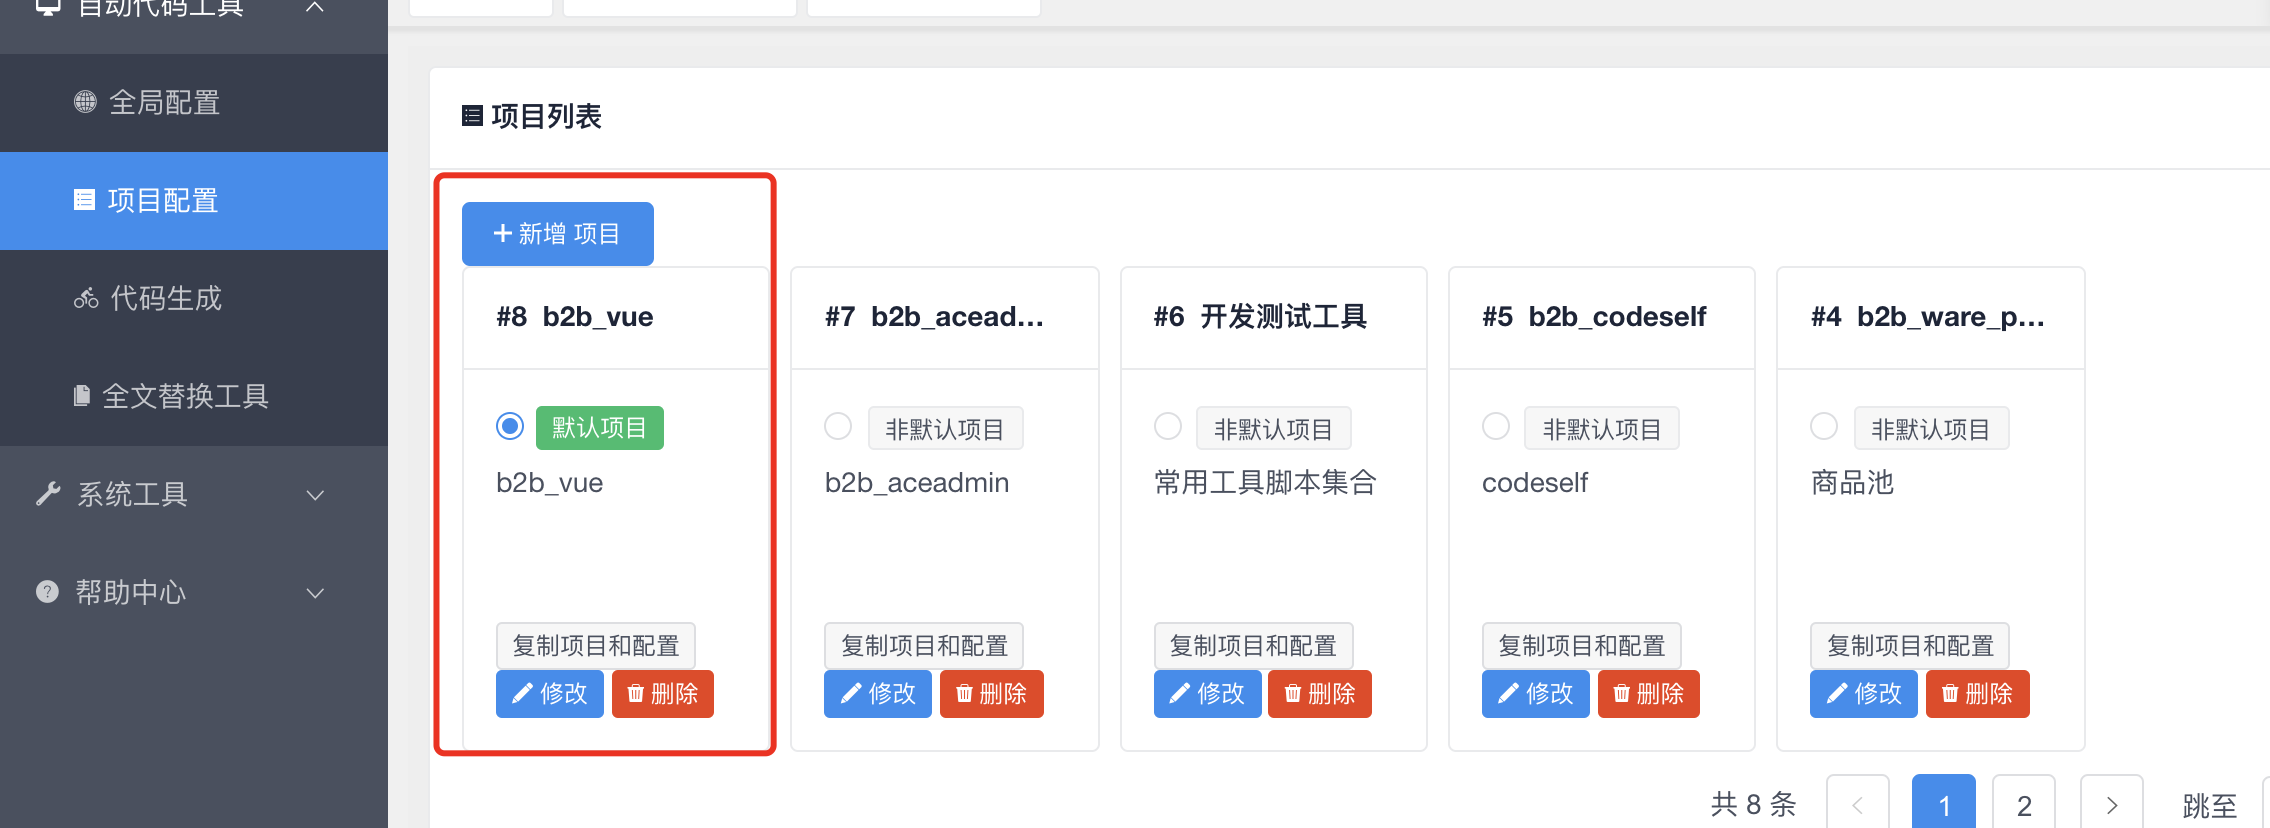 自动代码工具
全局配置
项目配置
代码生成
全文替换工具
系统工具
帮助中心
项目列表
新增 项目
#8 b2b_vue
默认项目
b2b_vue
复制项目和配置
修改 删除
#7 b2b_acead...
非默认项目
b2b_aceadmin
复制项目和配置
修改 删除
#6 开发测试工具
非默认项目
常用工具脚本集合
复制项目和配置
修改 删除
#5 b2b_codeself
非默认项目
codeself
复制项目和配置
修改 删除
#4 b2b_ware_p...
非默认项目
商品池
复制项目和配置
修改 删除
共 8 条 < 1 2 > 跳至